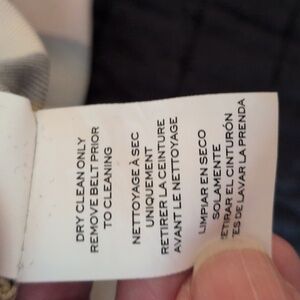 DRY CLEAN ONLY
REMOVE BELT PRIOR
TO CLEANING
NETTOYAGE À SEC
UNIQUEMENT
RETIRER LA CEINTURE
AVANT LE NETTOYAGE
LIMPIAR EN SECO
SOLAMENTE
ETIRAR EL CINTURÓN
ES DE LAVAR LA PRENDA